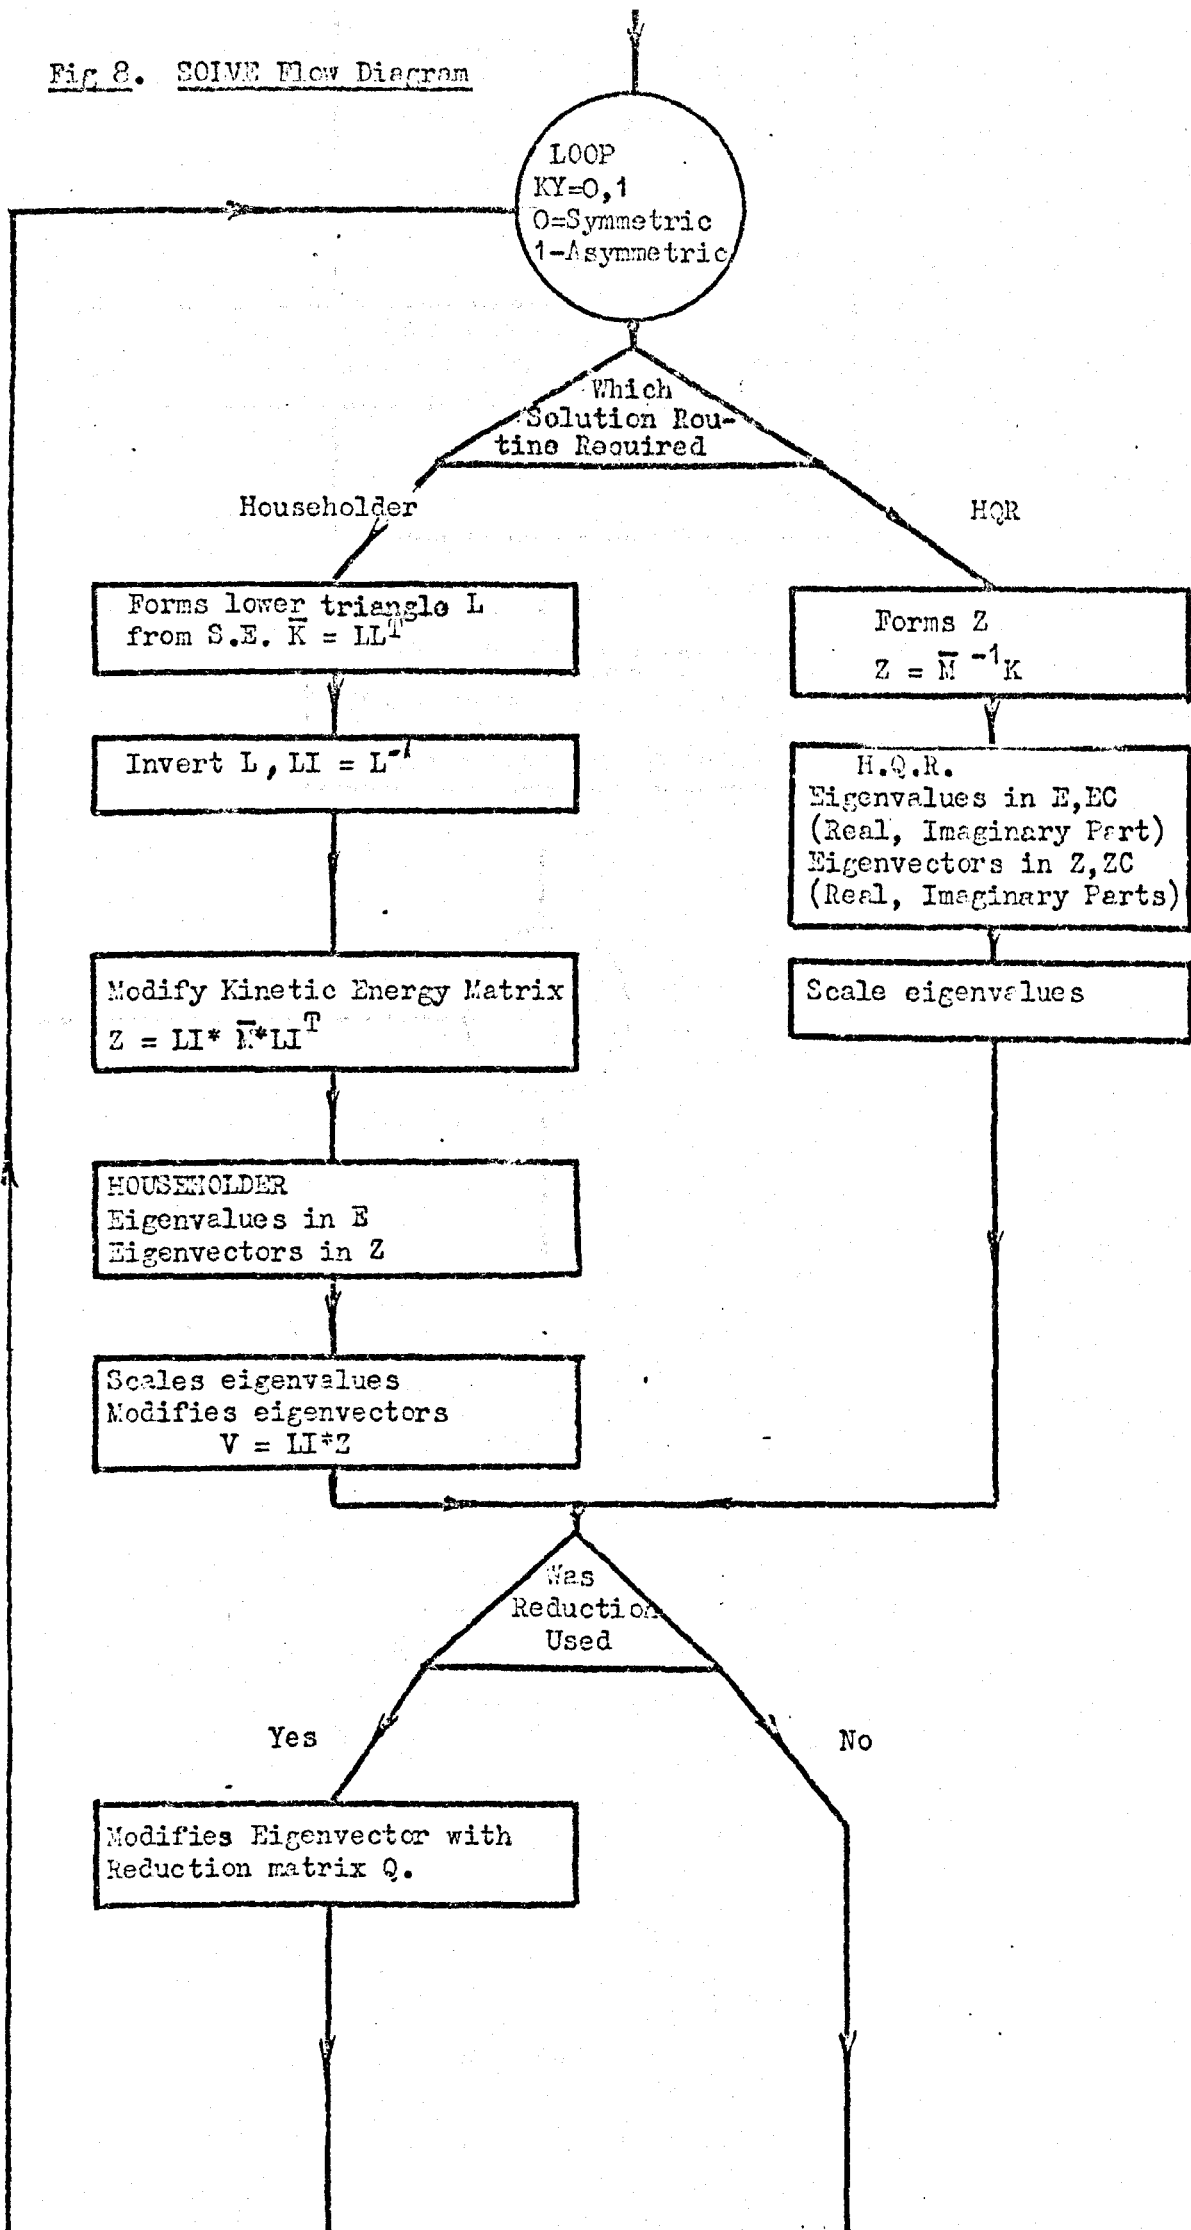 Fig 8. SOLVE Flow Diagram
LOOP
KY=0,1
0=Symmetric
1-Asymmetric
Which
Solution Rou-
tine Required
Householder
HQR
Forms lower triangle L
from S.E. K̄ = LLᵀ
Invert L, LI = L⁻¹
Modify Kinetic Energy Matrix
Z = LI* M̄*LIᵀ
HOUSEHOLDER
Eigenvalues in E
Eigenvectors in Z
Scales eigenvalues
Modifies eigenvectors
V = LI*Z
Forms Z
Z = M̄ ⁻¹K
H.Q.R.
Eigenvalues in E,EC
(Real, Imaginary Part)
Eigenvectors in Z,ZC
(Real, Imaginary Parts)
Scale eigenvalues
Was
Reduction
Used
Yes
No
Modifies Eigenvector with
Reduction matrix Q.